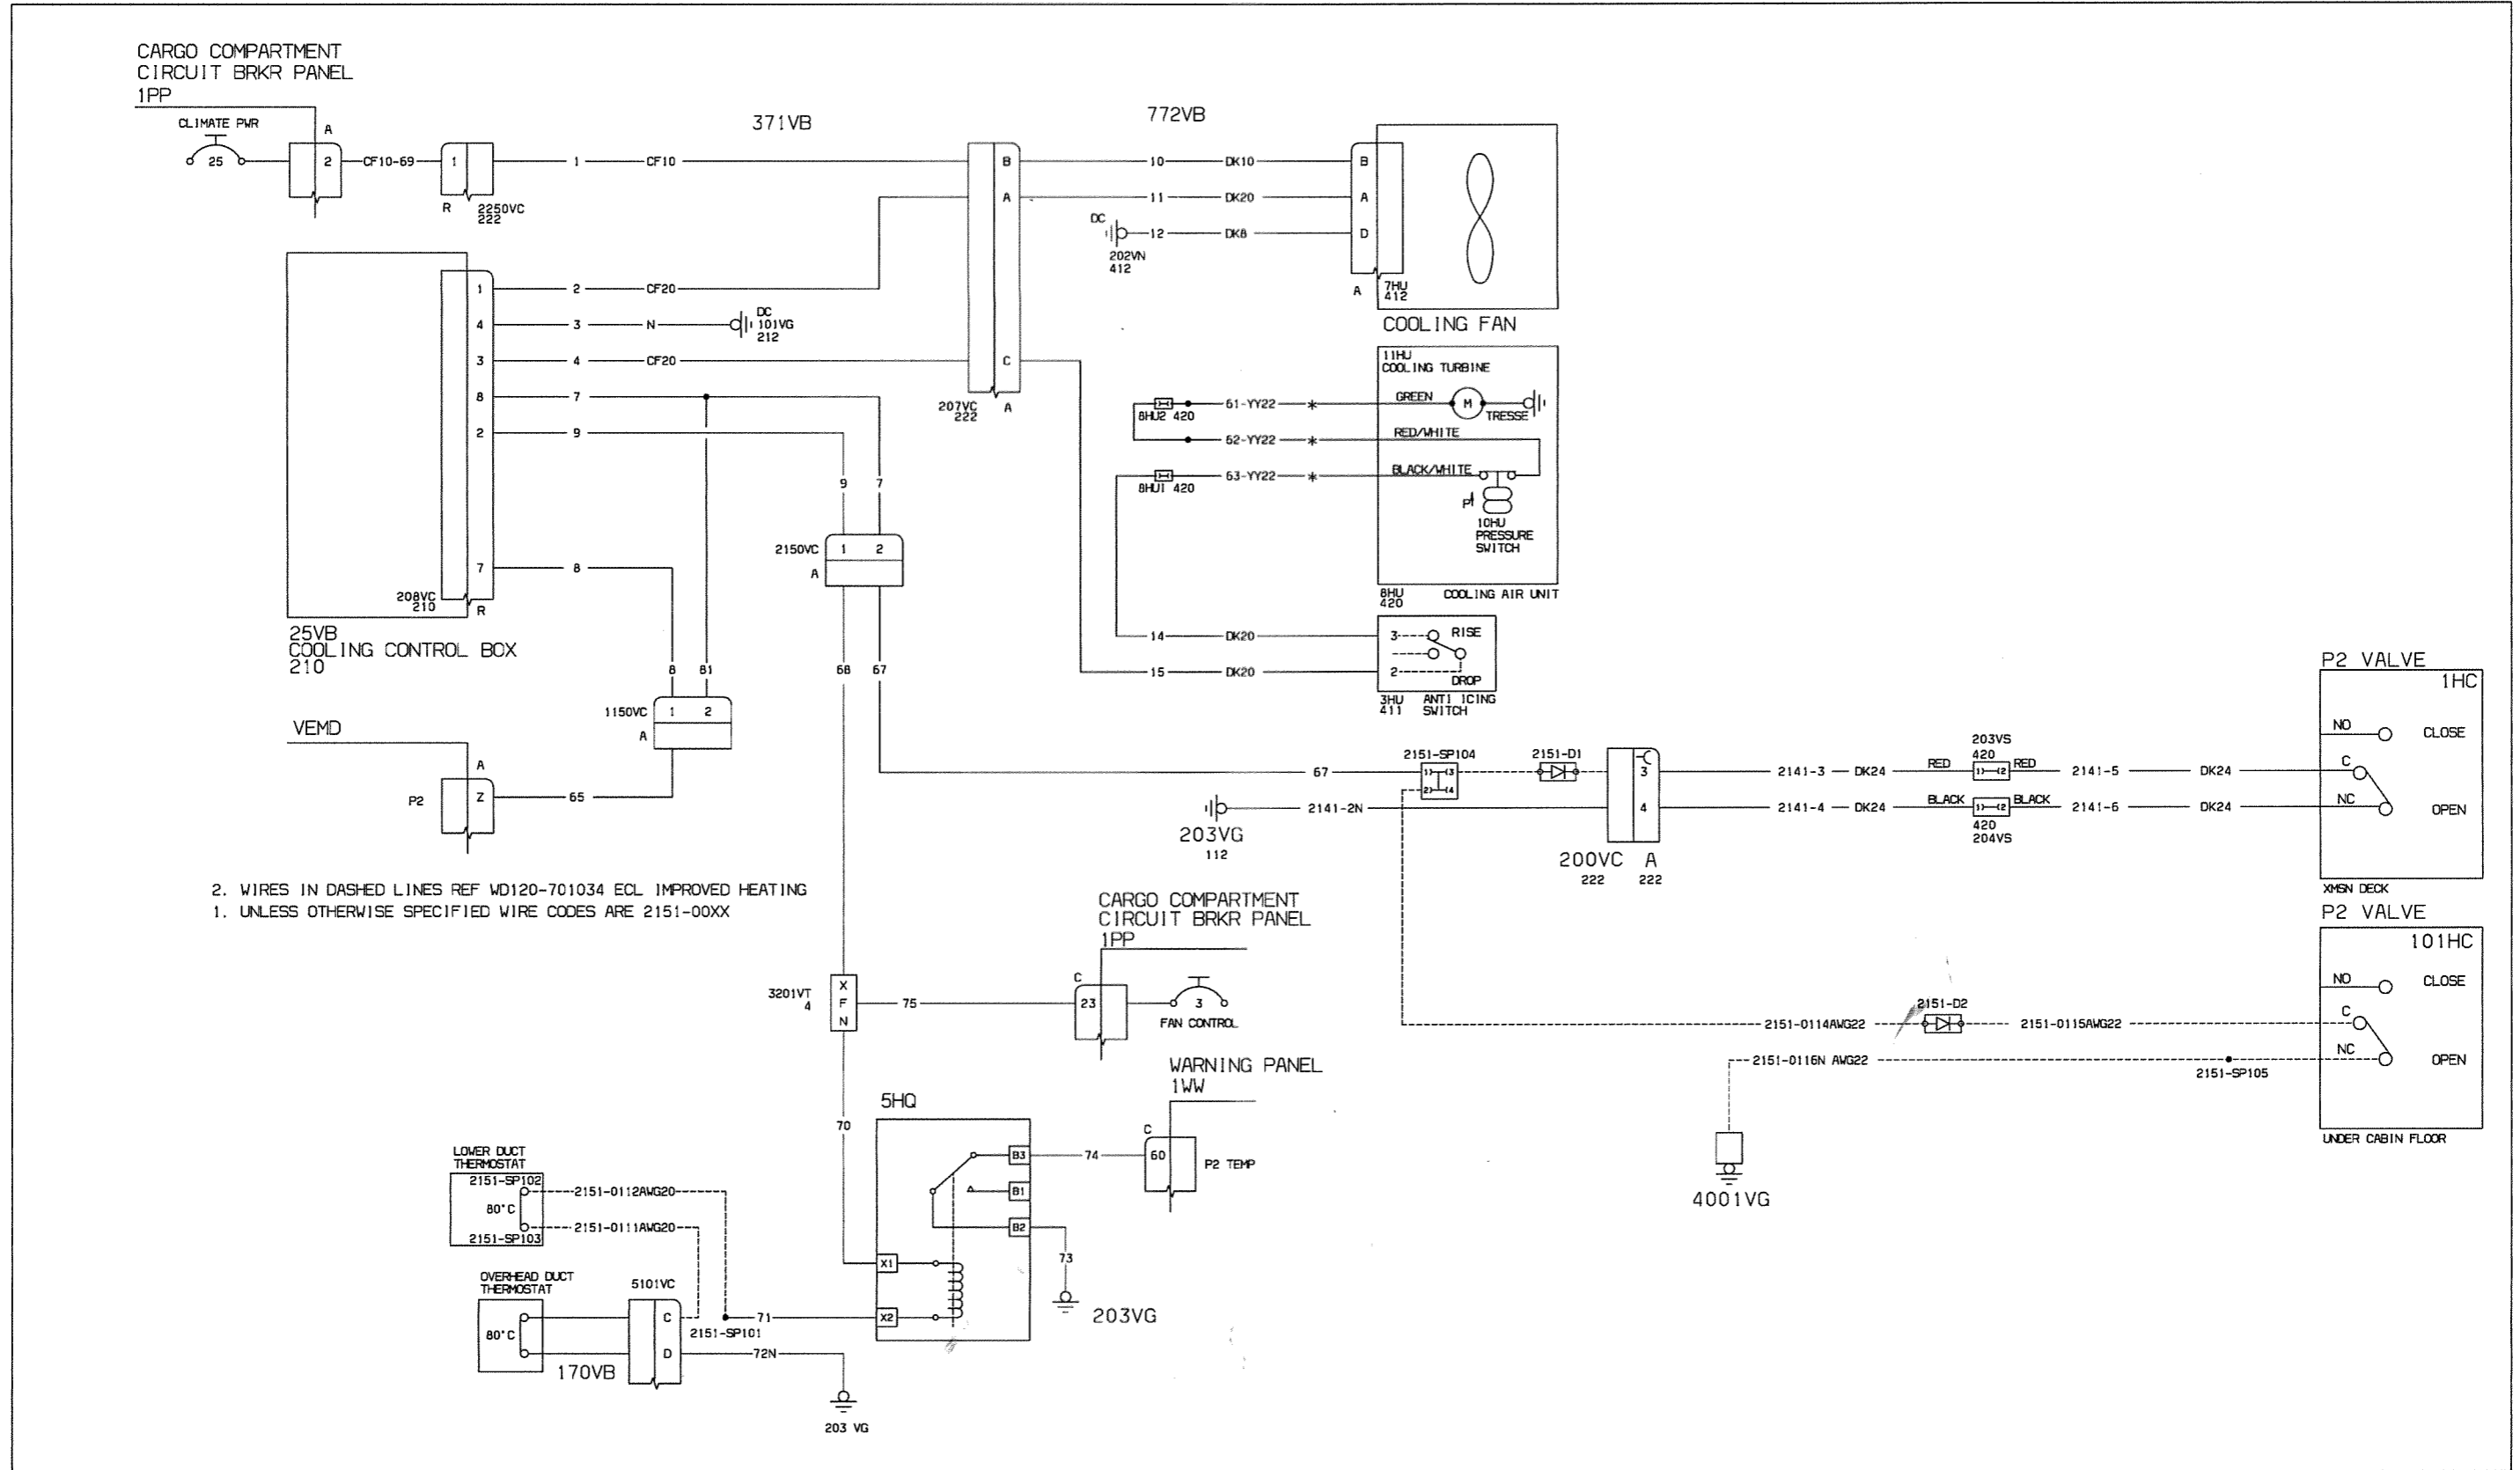 CARGO COMPARTMENT
CIRCUIT BRKR PANEL
1PP
CLIMATE PWR
25
A
2
CF10-69
1
R
2250VC
222
371VB
1
CF10
772VB
B
10
DK10
B
A
11
DK20
A
DC
12
DK8
D
202VN
412
A
7HU
412
COOLING FAN
1
2
CF20
4
3
N
DC
101VG
212
3
4
CF20
C
8
7
2
9
207VC
222
A
9
7
2150VC
1
2
A
7
8
208VC
210
R
25VB
COOLING CONTROL BOX
210
11HU
COOLING TURBINE
8HU2 420
61-YY22
*
GREEN
M
TRESSE
62-YY22
*
RED/WHITE
8HU1 420
63-YY22
*
BLACK/WHITE
P
10HU
PRESSURE
SWITCH
8HU
420
COOLING AIR UNIT
14
DK20
3
RISE
15
DK20
2
DROP
3HU
411
ANTI ICING
SWITCH
8
81
68
67
1150VC
1
2
A
VEMD
A
P2
Z
65
67
2151-SP104
1
3
2
4
2151-D1
3
2141-3
DK24
RED
203VS
420
1
2
RED
2141-5
DK24
203VG
112
2141-2N
4
2141-4
DK24
BLACK
1
2
BLACK
420
204VS
2141-6
DK24
200VC
222
A
222
P2 VALVE
1HC
NO
CLOSE
C
NC
OPEN
XMSN DECK
2. WIRES IN DASHED LINES REF WD120-701034 ECL IMPROVED HEATING
1. UNLESS OTHERWISE SPECIFIED WIRE CODES ARE 2151-00XX
CARGO COMPARTMENT
CIRCUIT BRKR PANEL
1PP
3201VT
4
X
F
N
75
C
23
3
FAN CONTROL
P2 VALVE
101HC
NO
CLOSE
C
NC
OPEN
UNDER CABIN FLOOR
2151-0114AWG22
2151-D2
2151-0115AWG22
2151-0116N AWG22
2151-SP105
4001VG
WARNING PANEL
1WW
C
60
P2 TEMP
70
5HQ
B3
74
B1
B2
73
203VG
X1
X2
LOWER DUCT
THERMOSTAT
2151-SP102
80°C
2151-SP103
2151-0112AWG20
2151-0111AWG20
OVERHEAD DUCT
THERMOSTAT
80°C
170VB
5101VC
C
D
2151-SP101
71
72N
203 VG